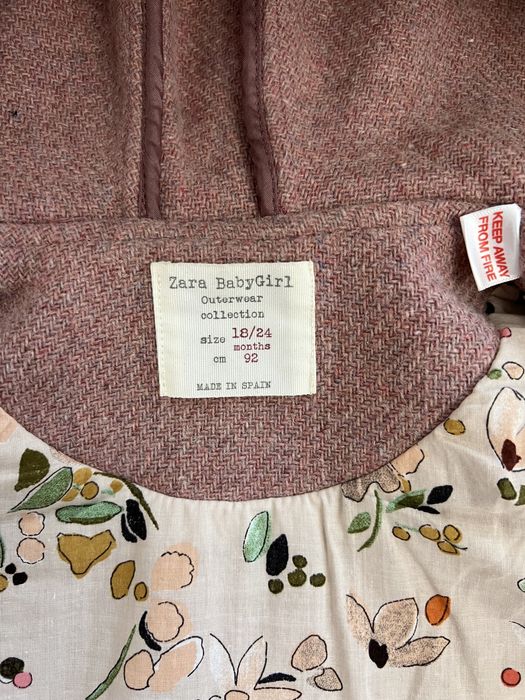 KEEP AWAY
FROM FIRE
Zara BabyGirl
Outerwear
collection
size 18/24
months
cm 92
MADE IN SPAIN